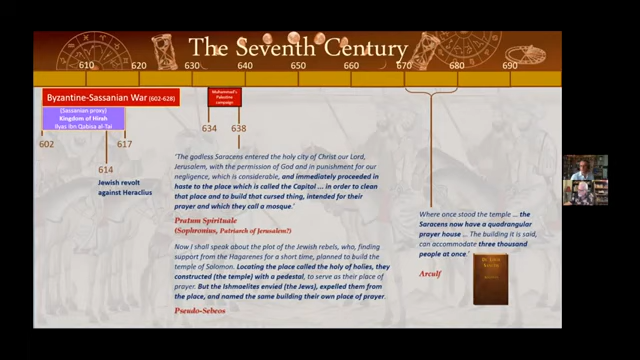 The Seventh Century
610 620 630 640 650 660 670 680 690
Byzantine-Sassanian War (602-628)
(Sassanian proxy)
Kingdom of Hirah
Ilyas ibn Qabisa al-Tai
Muhammad's
Palestine
campaign
602
617
634
638
614
Jewish revolt
against Heraclius
'The godless Saracens entered the holy city of Christ our Lord,
Jerusalem, with the permission of God and in punishment for our
negligence, which is considerable, and immediately proceeded
in haste to the place which is called the Capitol ... in order to clean
that place and to build that cursed thing, intended for their
prayer and which they call a mosque.'
Pratum Spirituale
(Sophronius, Patriarch of Jerusalem?)
Now I shall speak about the plot of the Jewish rebels, who, finding
support from the Hagarenes for a short time, planned to build the
temple of Solomon. Locating the place called the holy of holies, they
constructed (the temple) with a pedestal, to serve as their place of
prayer. But the Ishmaelites envied (the Jews), expelled them from
the place, and named the same building their own place of prayer.
Pseudo-Sebeos
Where once stood the temple ... the
Saracens now have a quadrangular
prayer house ... The building it is said,
can accommodate three thousand
people at once.'
Arculf